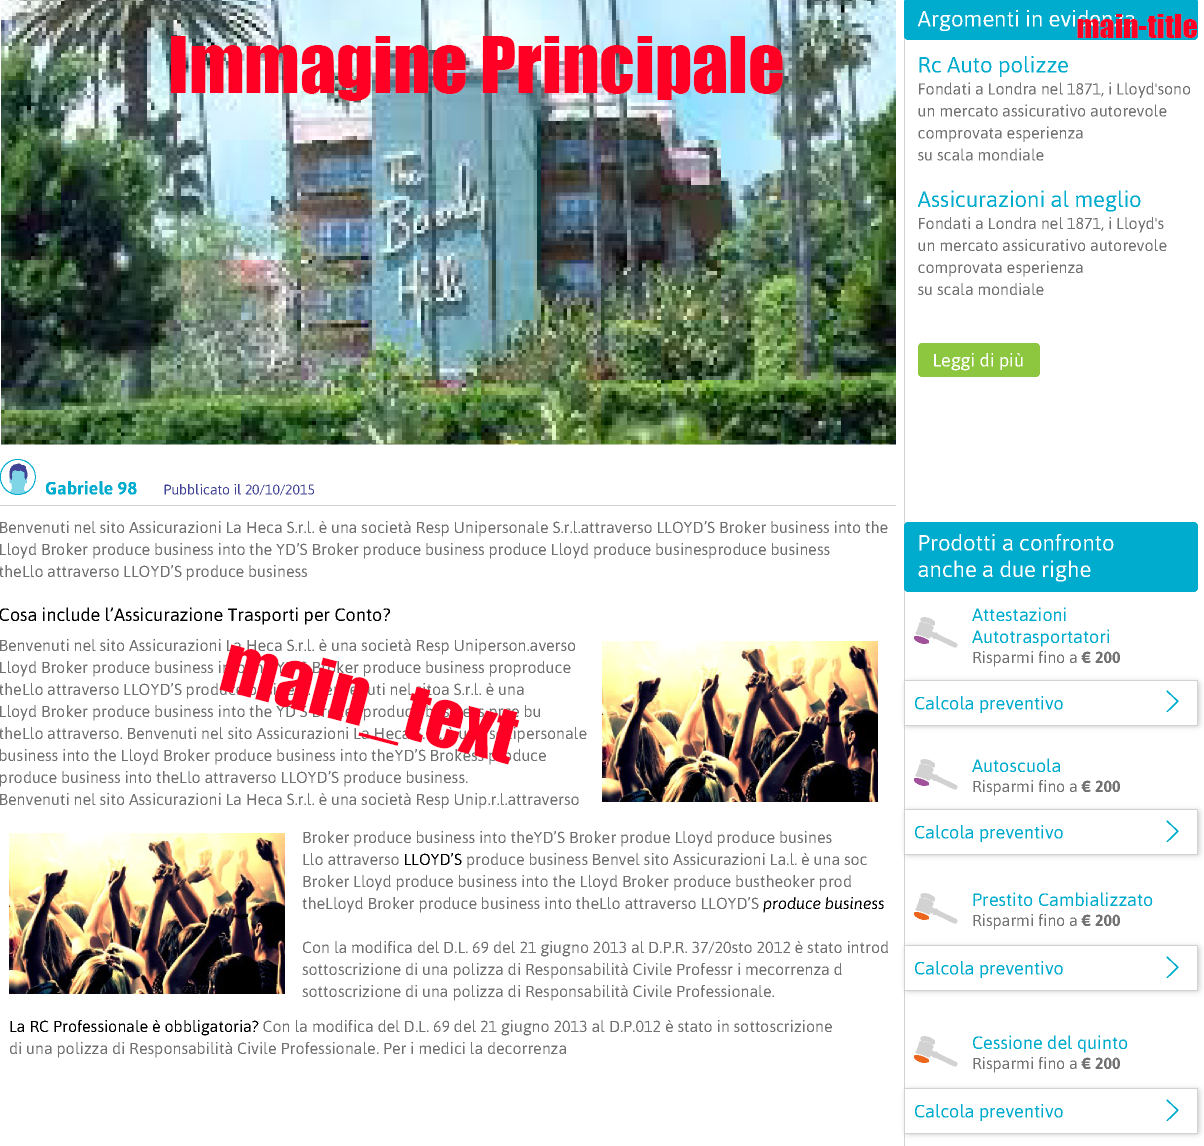 Immagine Principale
The
Beverly
Hills
Gabriele 98 Pubblicato il 20/10/2015
Benvenuti nel sito Assicurazioni La Heca S.r.l. è una società Resp Unipersonale S.r.l.attraverso LLOYD’S Broker business into the
Lloyd Broker produce business into the YD’S Broker produce business produce Lloyd produce businesproduce business
theLlo attraverso LLOYD’S produce business
Cosa include l’Assicurazione Trasporti per Conto?
Benvenuti nel sito Assicurazioni La Heca S.r.l. è una società Resp Uniperson.averso
Lloyd Broker produce business into the YD’S Broker produce business proproduce
theLlo attraverso LLOYD’S produce business Benvenuti nel sitoa S.r.l. è una
Lloyd Broker produce business into the YD’S Broker produce business prce bu
theLlo attraverso. Benvenuti nel sito Assicurazioni La Heca Unipersonale
business into the Lloyd Broker produce business into theYD’S Brokess produce
produce business into theLlo attraverso LLOYD’S produce business.
Benvenuti nel sito Assicurazioni La Heca S.r.l. è una società Resp Unip.r.l.attraverso
main_text
Broker produce business into theYD’S Broker produe Lloyd produce busines
Llo attraverso LLOYD’S produce business Benvel sito Assicurazioni La.l. è una soc
Broker Lloyd produce business into the Lloyd Broker produce bustheoker prod
theLloyd Broker produce business into theLlo attraverso LLOYD’S produce business
Con la modifica del D.L. 69 del 21 giugno 2013 al D.P.R. 37/20sto 2012 è stato introd
sottoscrizione di una polizza di Responsabilità Civile Professr i mecorrenza d
sottoscrizione di una polizza di Responsabilità Civile Professionale.
La RC Professionale è obbligatoria? Con la modifica del D.L. 69 del 21 giugno 2013 al D.P.012 è stato in sottoscrizione
di una polizza di Responsabilità Civile Professionale. Per i medici la decorrenza
Argomenti in evidenza
main-title
Rc Auto polizze
Fondati a Londra nel 1871, i Lloyd'sono
un mercato assicurativo autorevole
comprovata esperienza
su scala mondiale
Assicurazioni al meglio
Fondati a Londra nel 1871, i Lloyd's
un mercato assicurativo autorevole
comprovata esperienza
su scala mondiale
Leggi di più
Prodotti a confronto
anche a due righe
Attestazioni
Autotrasportatori
Risparmi fino a € 200
Calcola preventivo
Autoscuola
Risparmi fino a € 200
Calcola preventivo
Prestito Cambializzato
Risparmi fino a € 200
Calcola preventivo
Cessione del quinto
Risparmi fino a € 200
Calcola preventivo